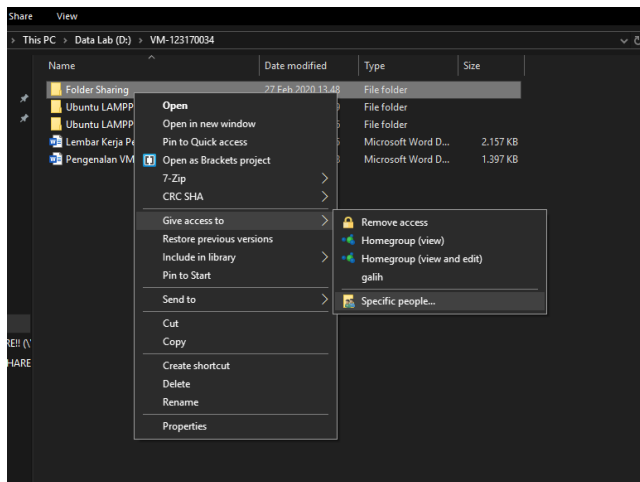 Share View
› This PC › Data Lab (D:) › VM-123170034
Name Date modified Type Size
Folder Sharing 27 Feb 2020 13.48 File folder
Ubuntu LAMPP File folder
Ubuntu LAMPP File folder
Lembar Kerja Pe Microsoft Word D... 2.157 KB
Pengenalan VM Microsoft Word D... 1.397 KB
Open
Open in new window
Pin to Quick access
Open as Brackets project
7-Zip
CRC SHA
Give access to
Restore previous versions
Include in library
Pin to Start
Send to
Cut
Copy
Create shortcut
Delete
Rename
Properties
Remove access
Homegroup (view)
Homegroup (view and edit)
galih
Specific people...
RE!! (\'
HARE